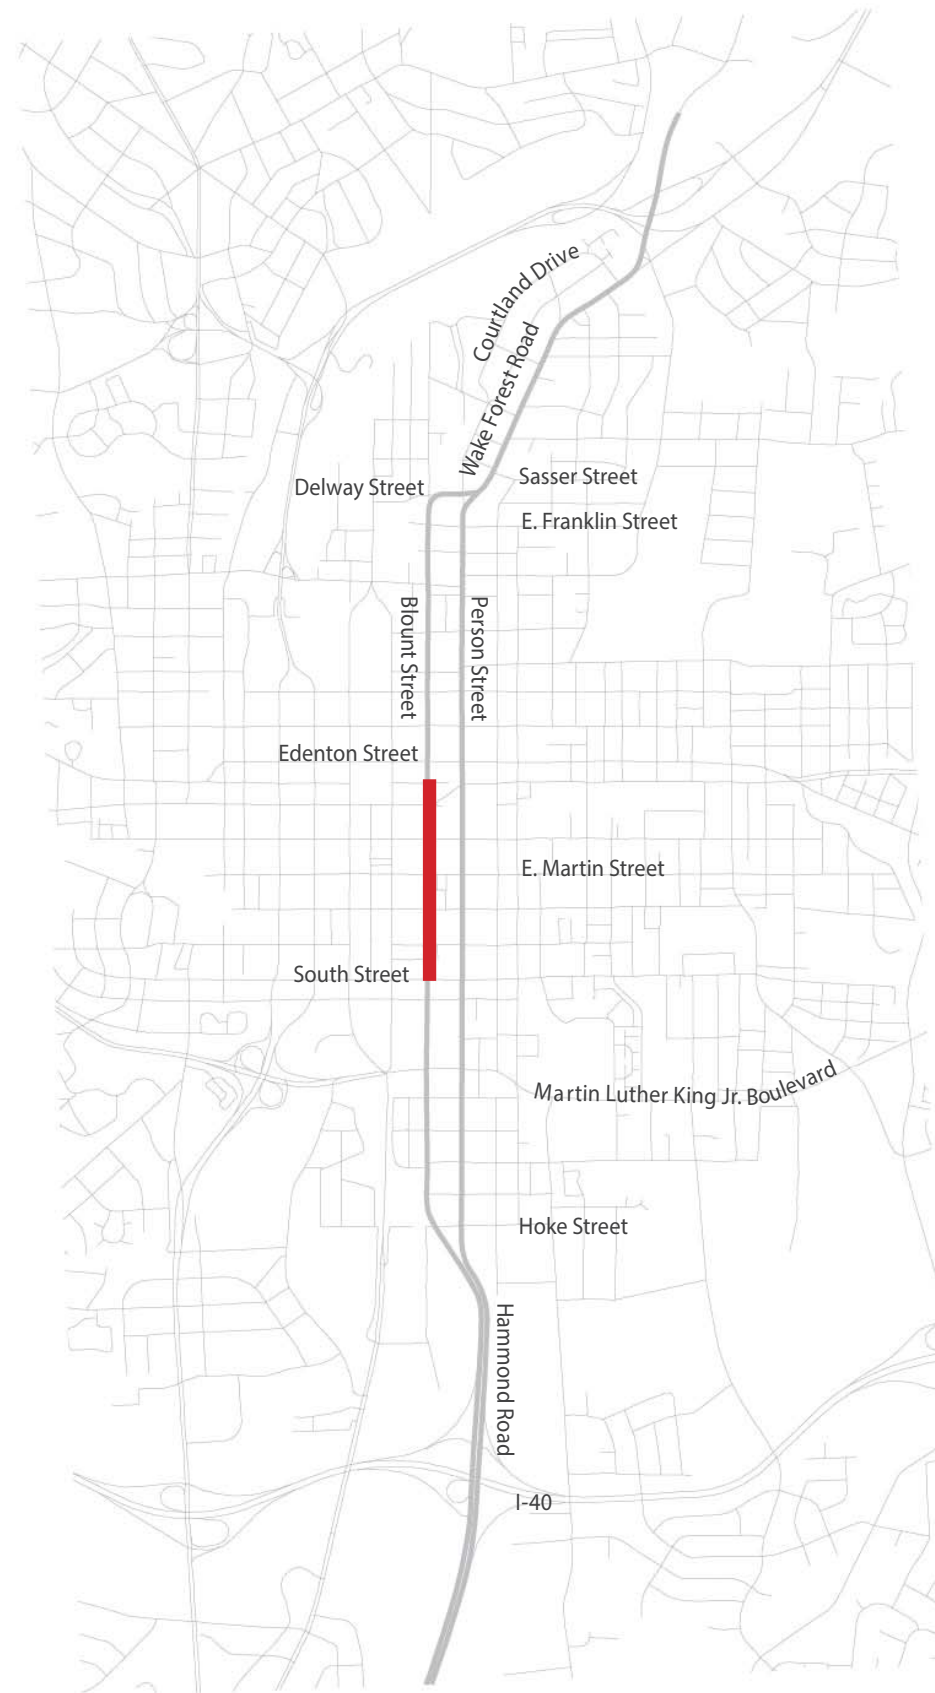 Courtland Drive
Wake Forest Road
Sasser Street
Delway Street
E. Franklin Street
Blount Street
Person Street
Edenton Street
E. Martin Street
South Street
Martin Luther King Jr. Boulevard
Hoke Street
Hammond Road
I-40